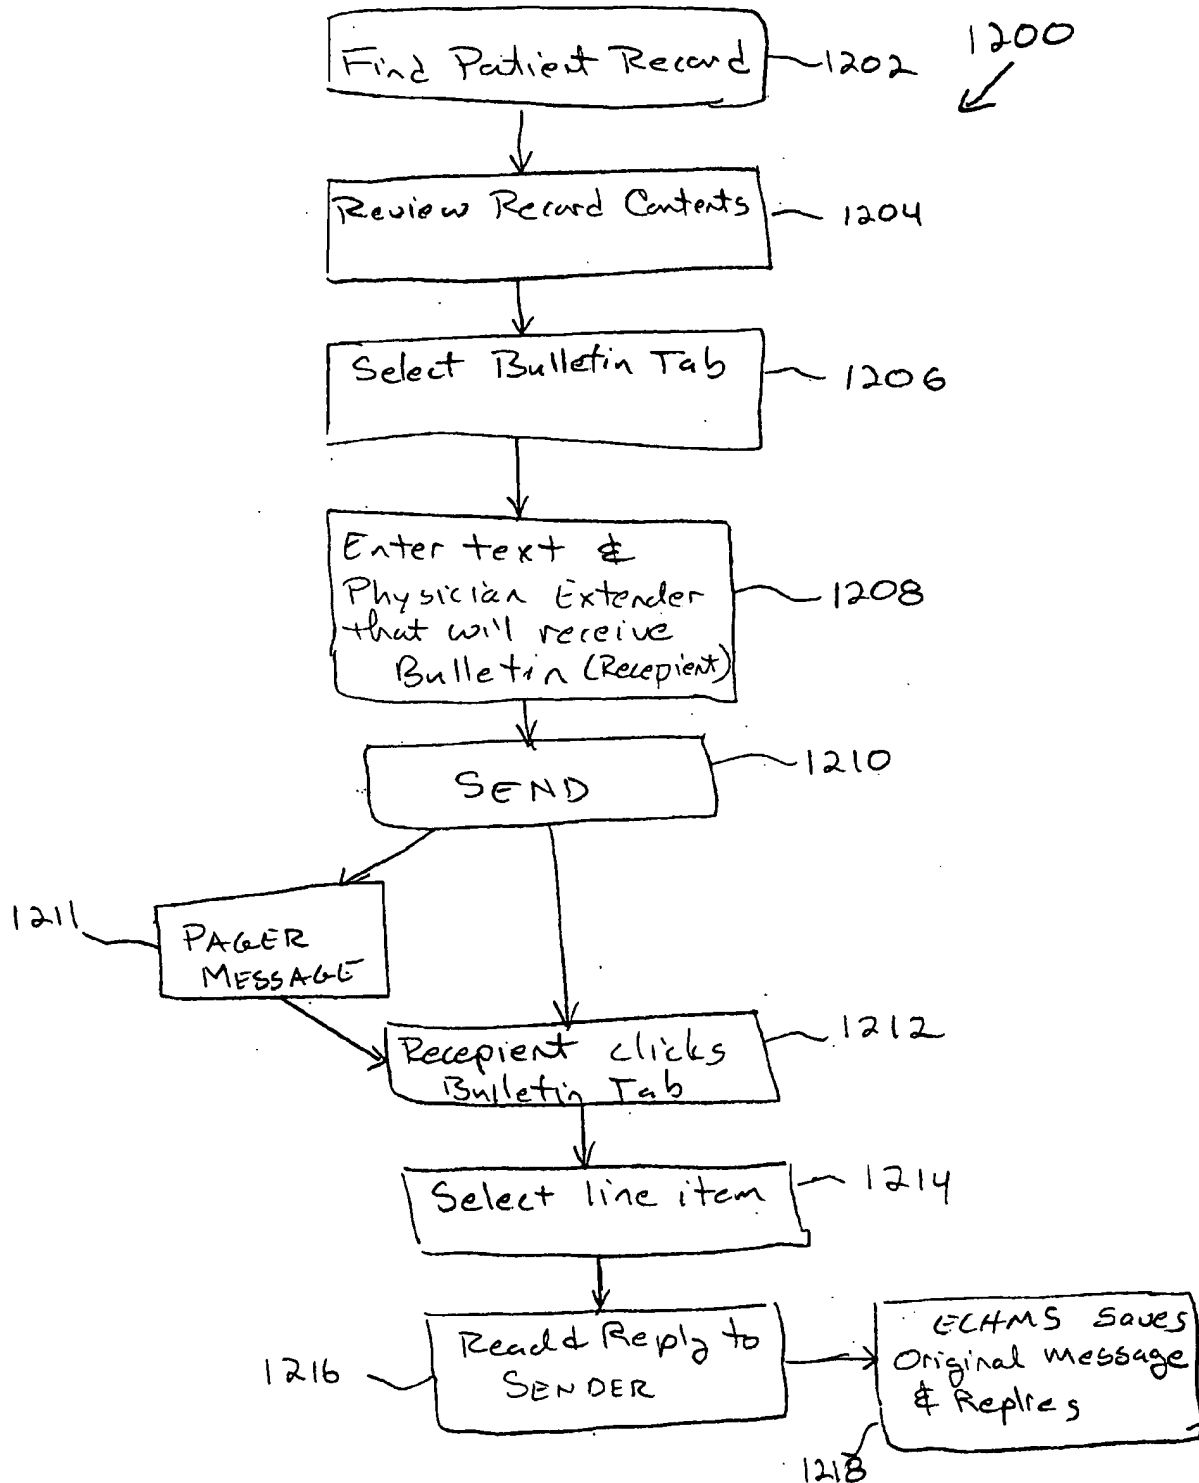 1200
Find Patient Record
1202
Review Record Contents
1204
Select Bulletin Tab
1206
Enter text &
Physician Extender
that will receive
Bulletin (Recepient)
1208
SEND
1210
1211
PAGER
MESSAGE
Recepient clicks
Bulletin Tab
1212
Select line item
1214
1216
Read & Reply to
SENDER
ECHMS Saves
Original Message
& Replies
1218